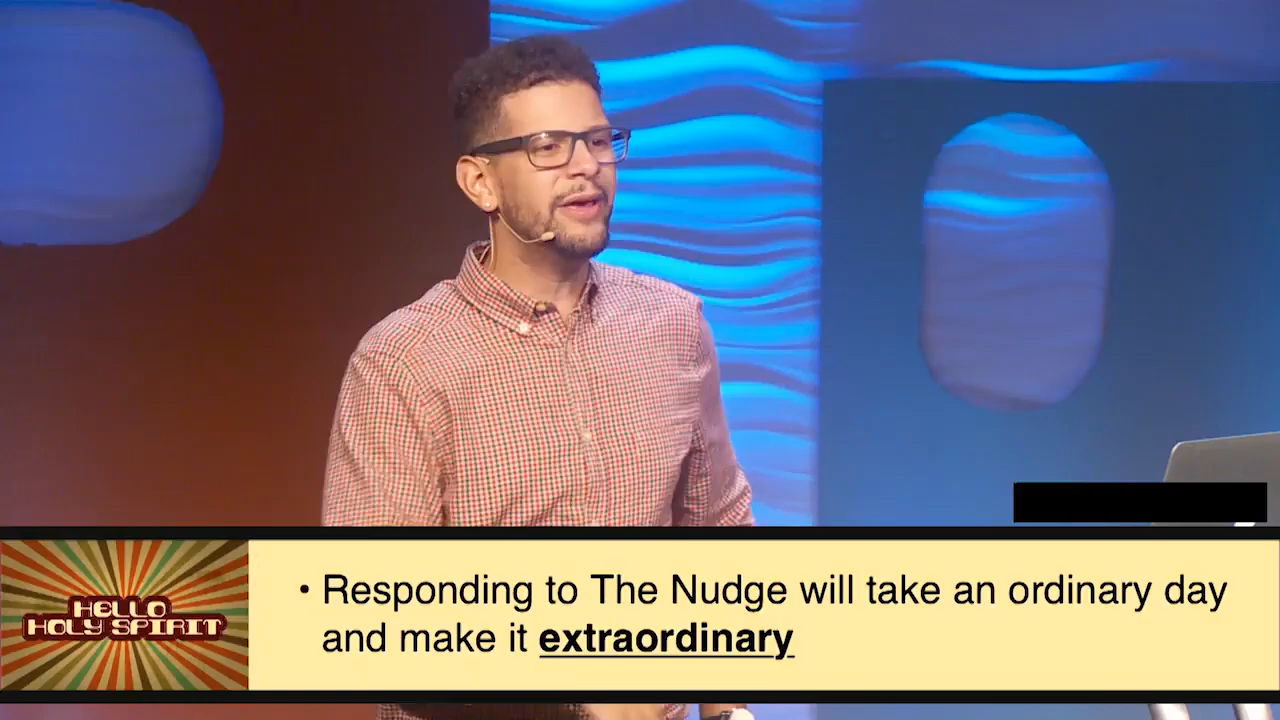 HELLO
HOLY SPIRIT
• Responding to The Nudge will take an ordinary day
and make it extraordinary